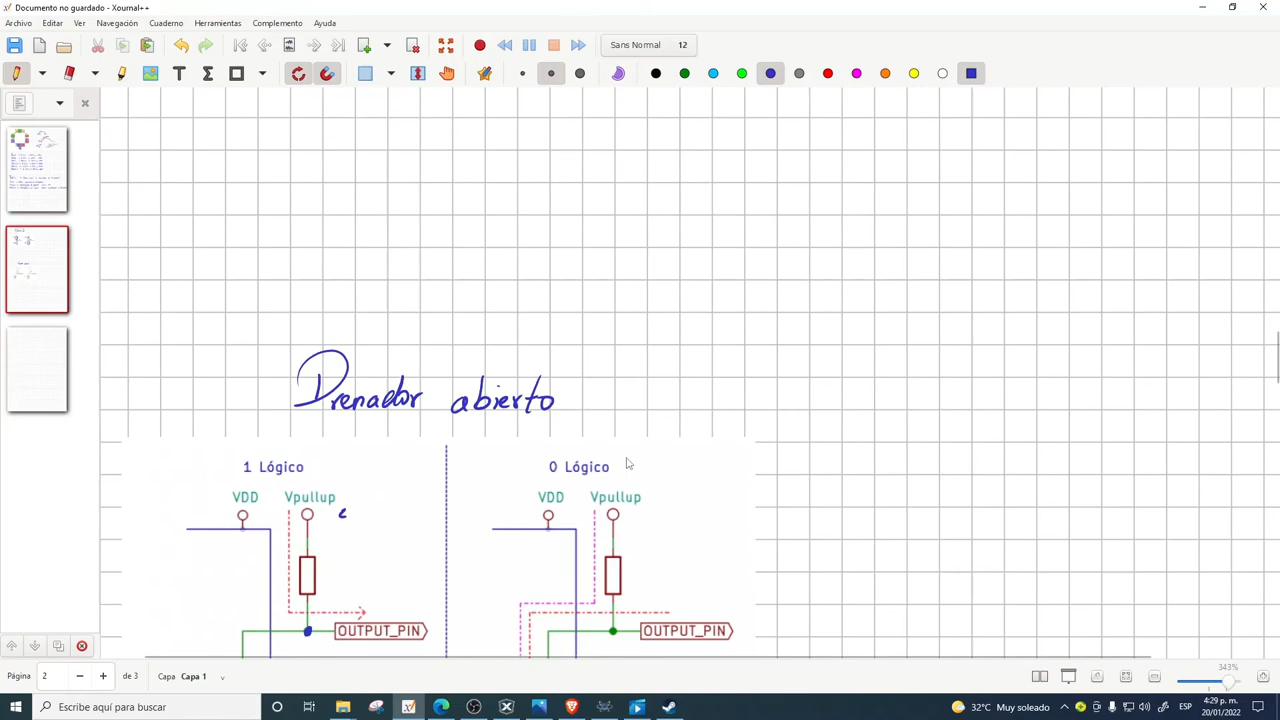 Documento no guardado - Xournal++
Archivo Editar Ver Navegación Cuaderno Herramientas Complemento Ayuda
Sans Normal 12
Drenador abierto
1 Lógico 0 Lógico
VDD Vpullup VDD Vpullup
e
OUTPUT_PIN OUTPUT_PIN
Página 2 de 3 Capa Capa 1
343%
Escribe aquí para buscar
32°C Muy soleado ESP 4:29 p. m.
20/01/2022